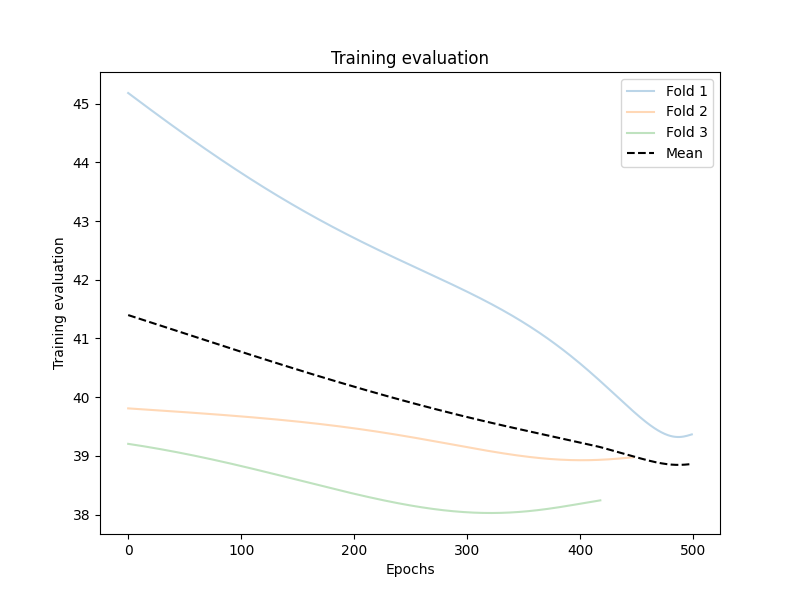 Training evaluation
Fold 1
Fold 2
Fold 3
Mean
Training evaluation
45
44
43
42
41
40
39
38
0
100
200
300
400
500
Epochs